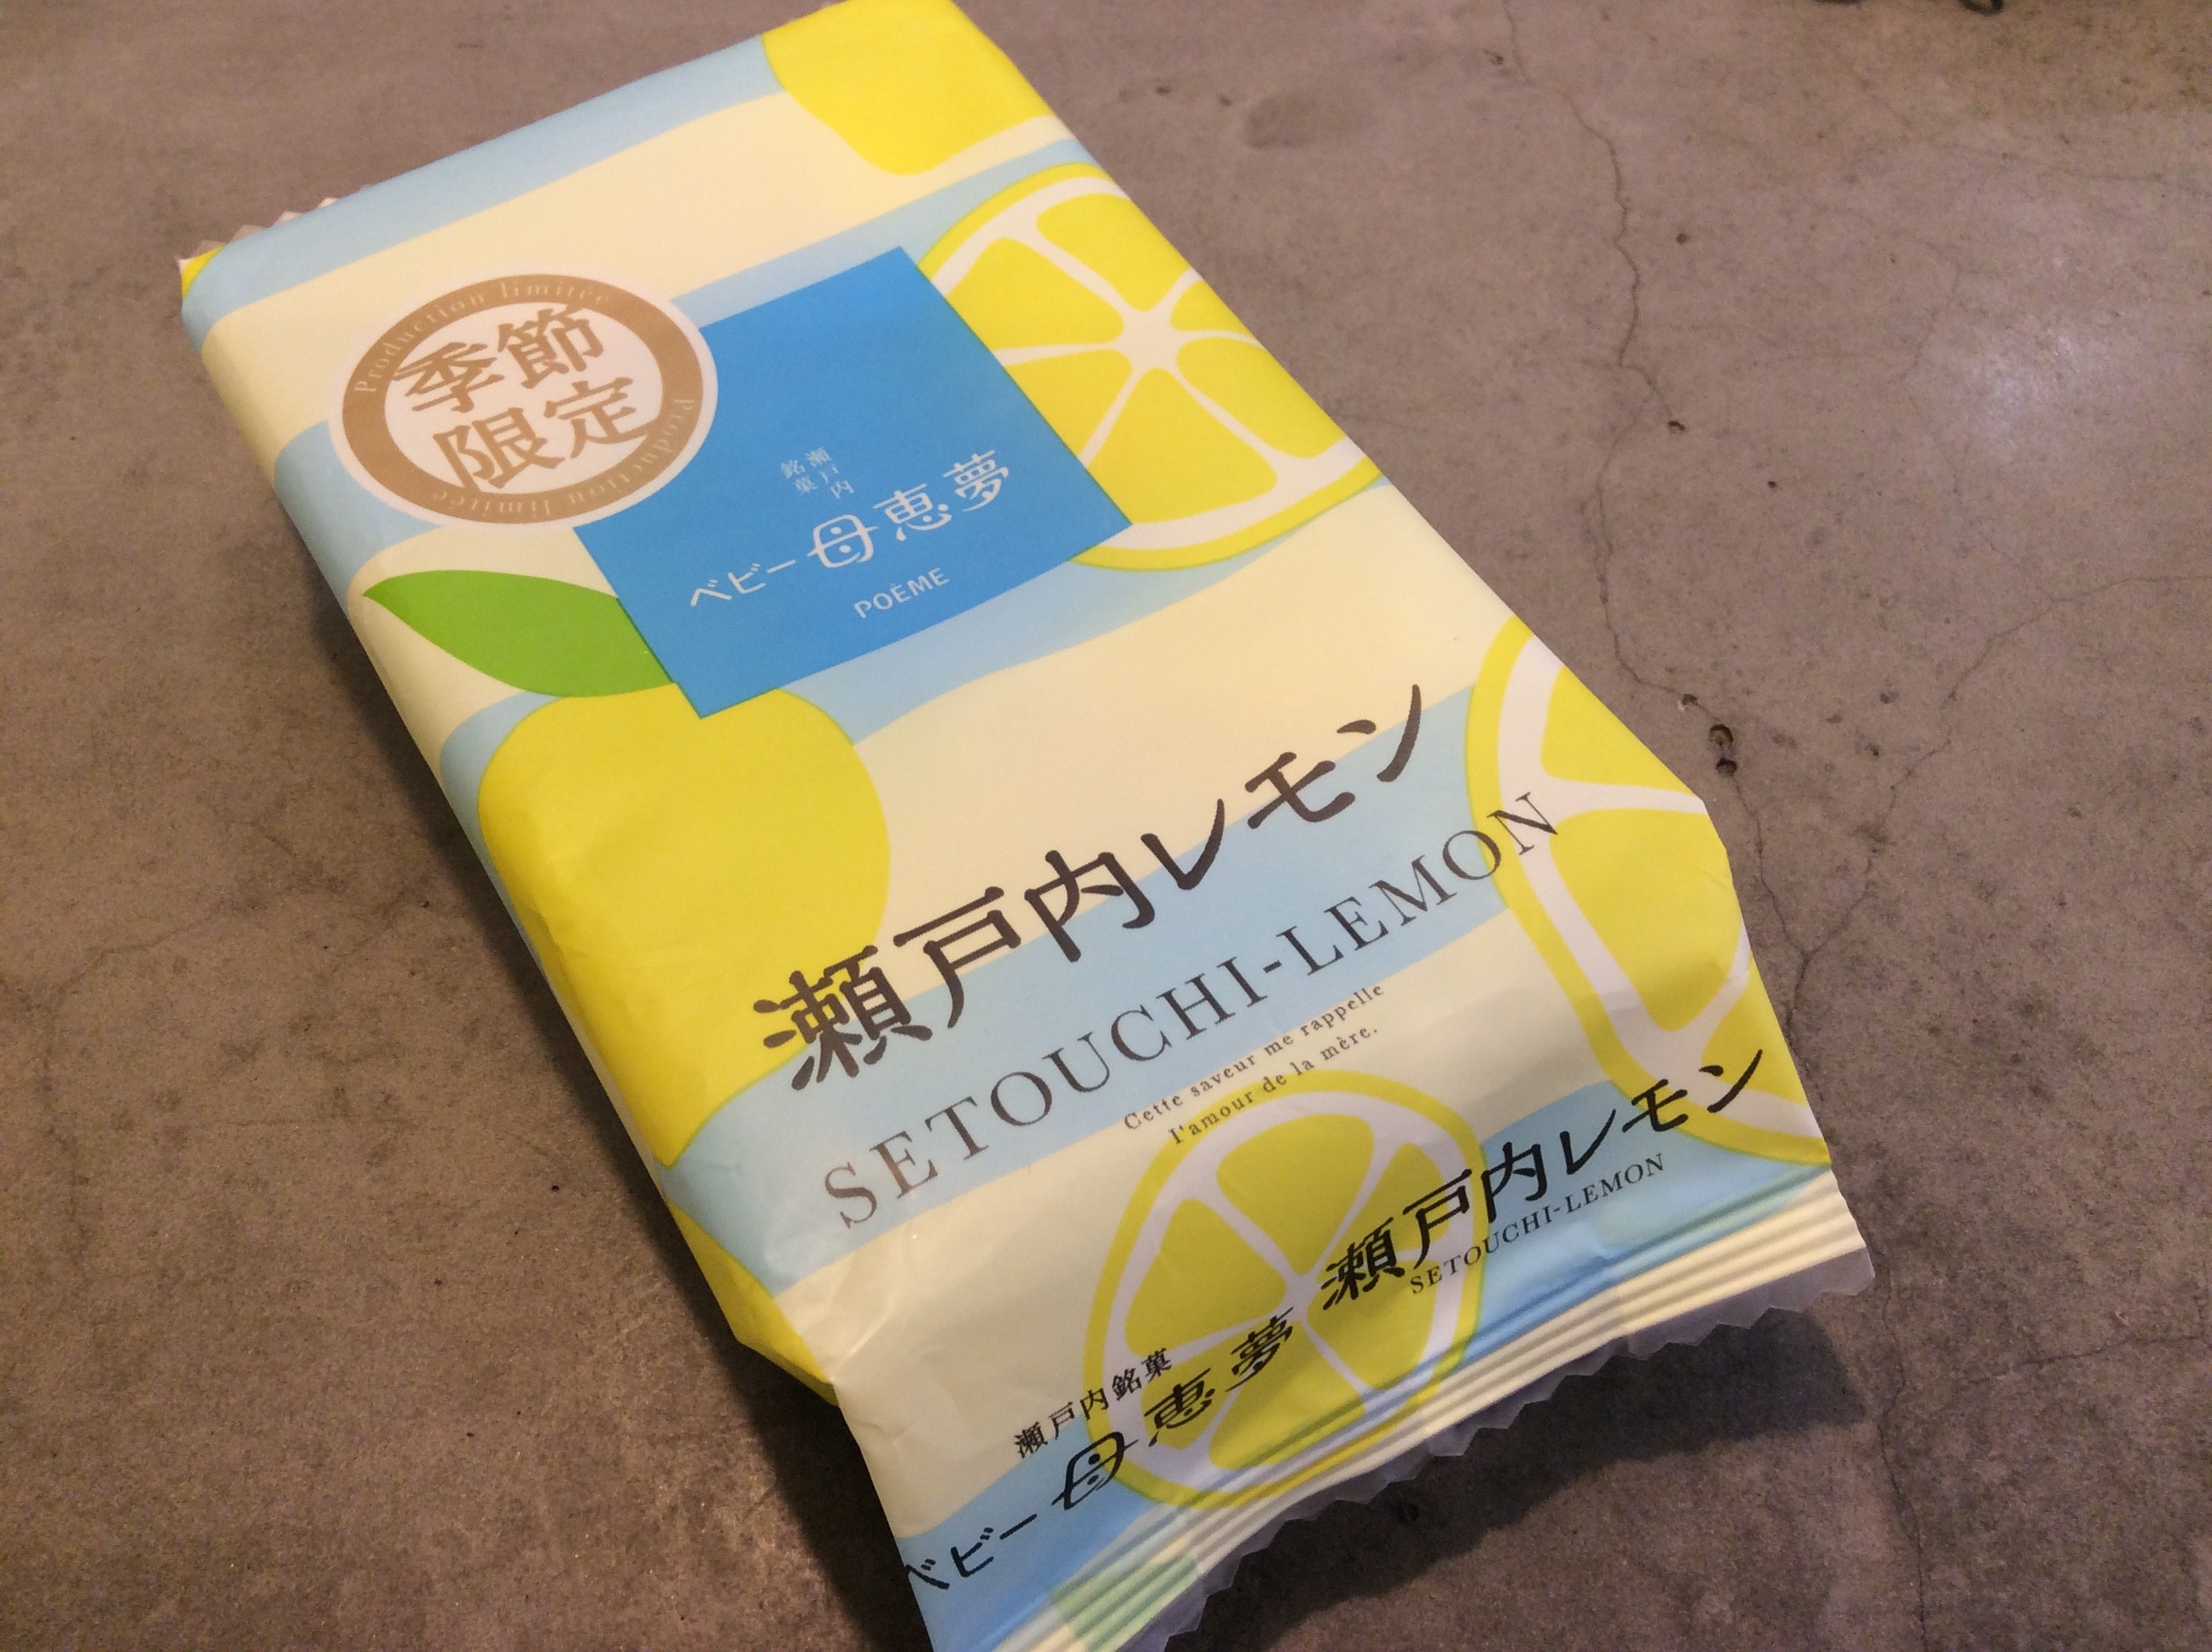 Production limitée
季節
限定
Production limitée
瀬戸内
銘菓
ベビー母恵夢
POÈME
瀬戸内レモン
SETOUCHI-LEMON
Cette saveur me rappelle
l'amour de la mère.
瀬戸内銘菓
ベビー母恵夢
瀬戸内レモン
SETOUCHI-LEMON